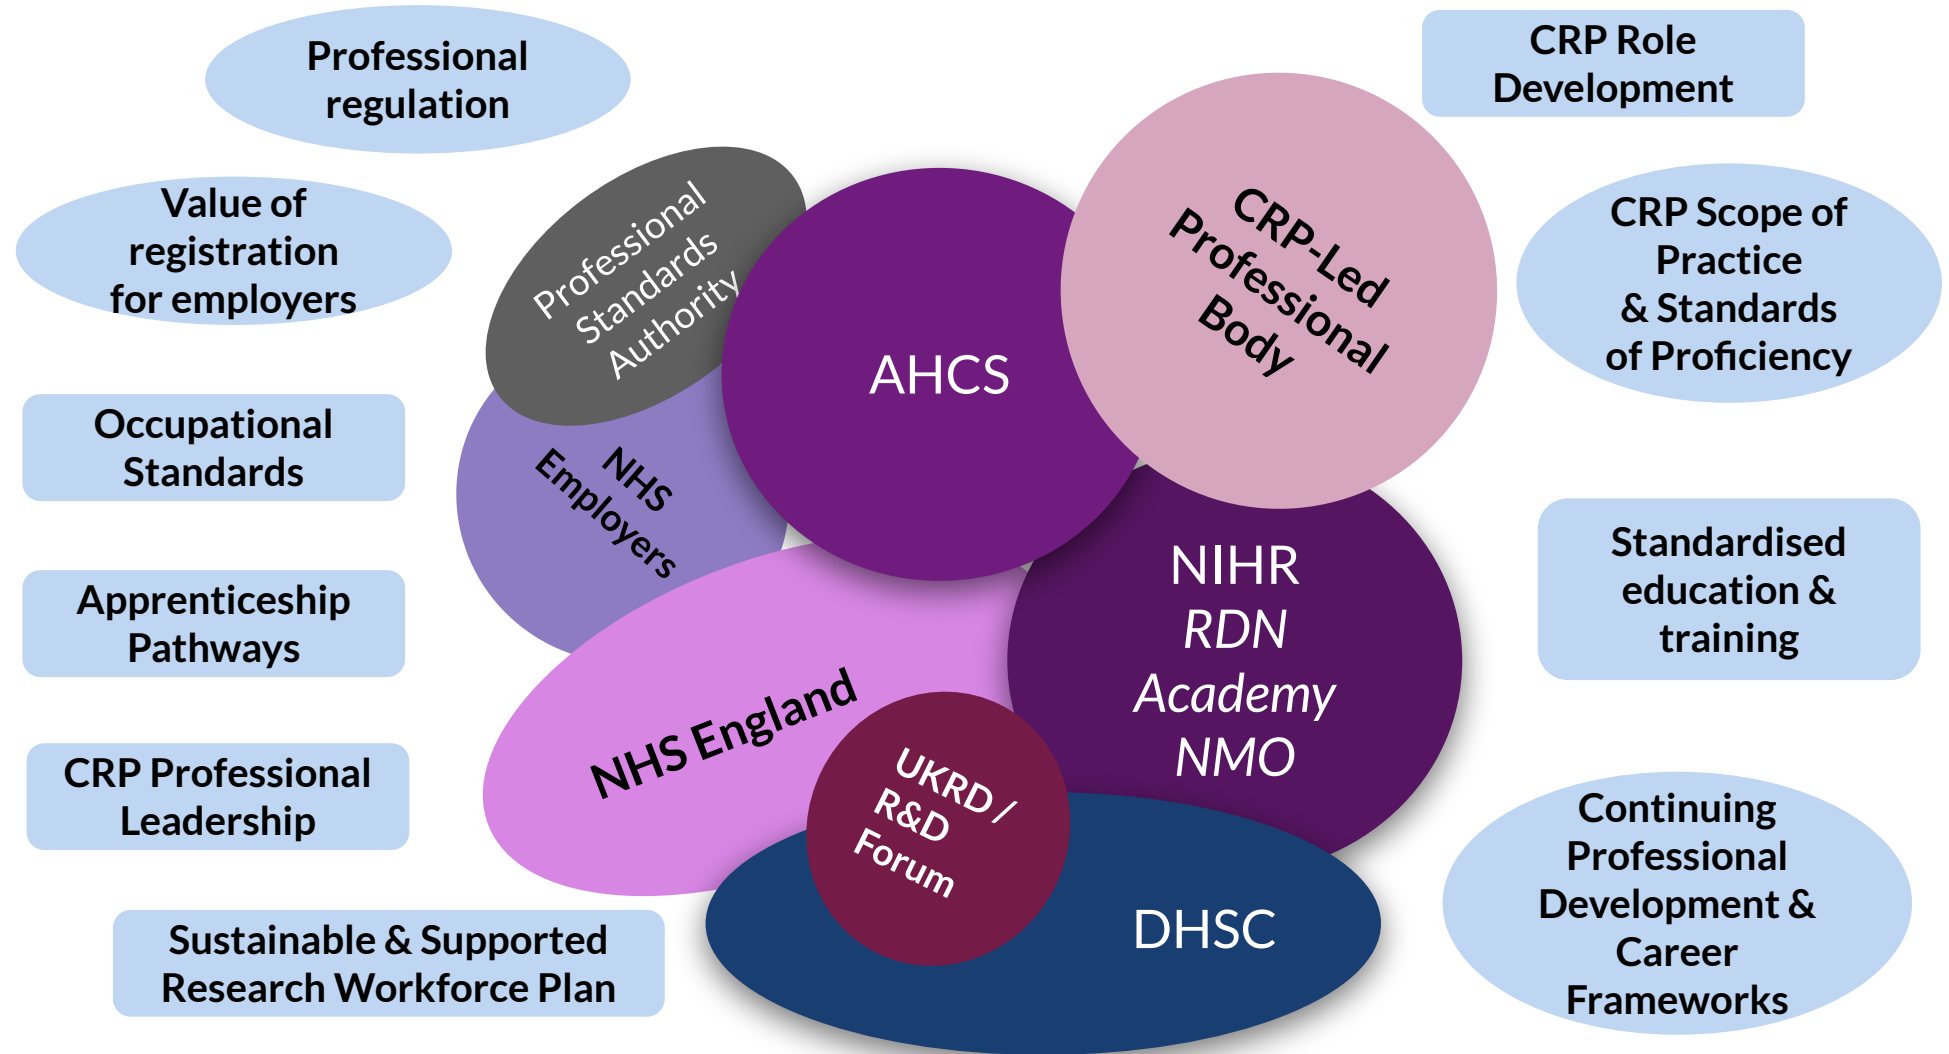 Professional
regulation
CRP Role
Development
Value of
registration
for employers
Professional
Standards
Authority
AHCS
CRP-Led
Professional
Body
CRP Scope of
Practice
& Standards
of Proficiency
Occupational
Standards
NHS
Employers
NIHR
RDN
Academy
NMO
Standardised
education &
training
Apprenticeship
Pathways
NHS England
CRP Professional
Leadership
UKRD /
R&D
Forum
DHSC
Continuing
Professional
Development &
Career
Frameworks
Sustainable & Supported
Research Workforce Plan